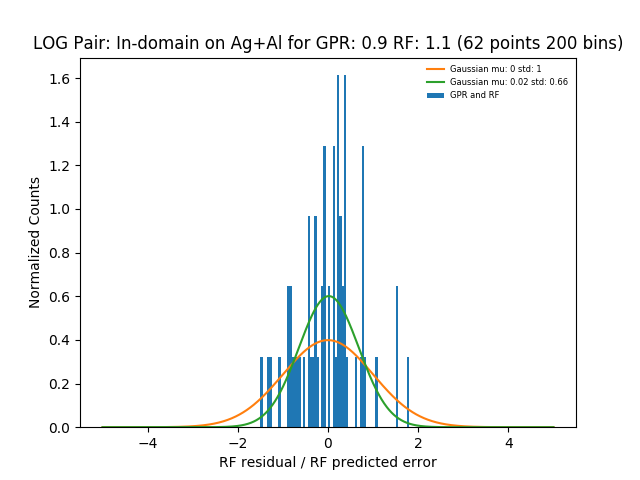 LOG Pair: In-domain on Ag+Al for GPR: 0.9 RF: 1.1 (62 points 200 bins)
Gaussian mu: 0 std: 1
Gaussian mu: 0.02 std: 0.66
GPR and RF
Normalized Counts
1.6
1.4
1.2
1.0
0.8
0.6
0.4
0.2
0.0
−4 −2 0 2 4
RF residual / RF predicted error